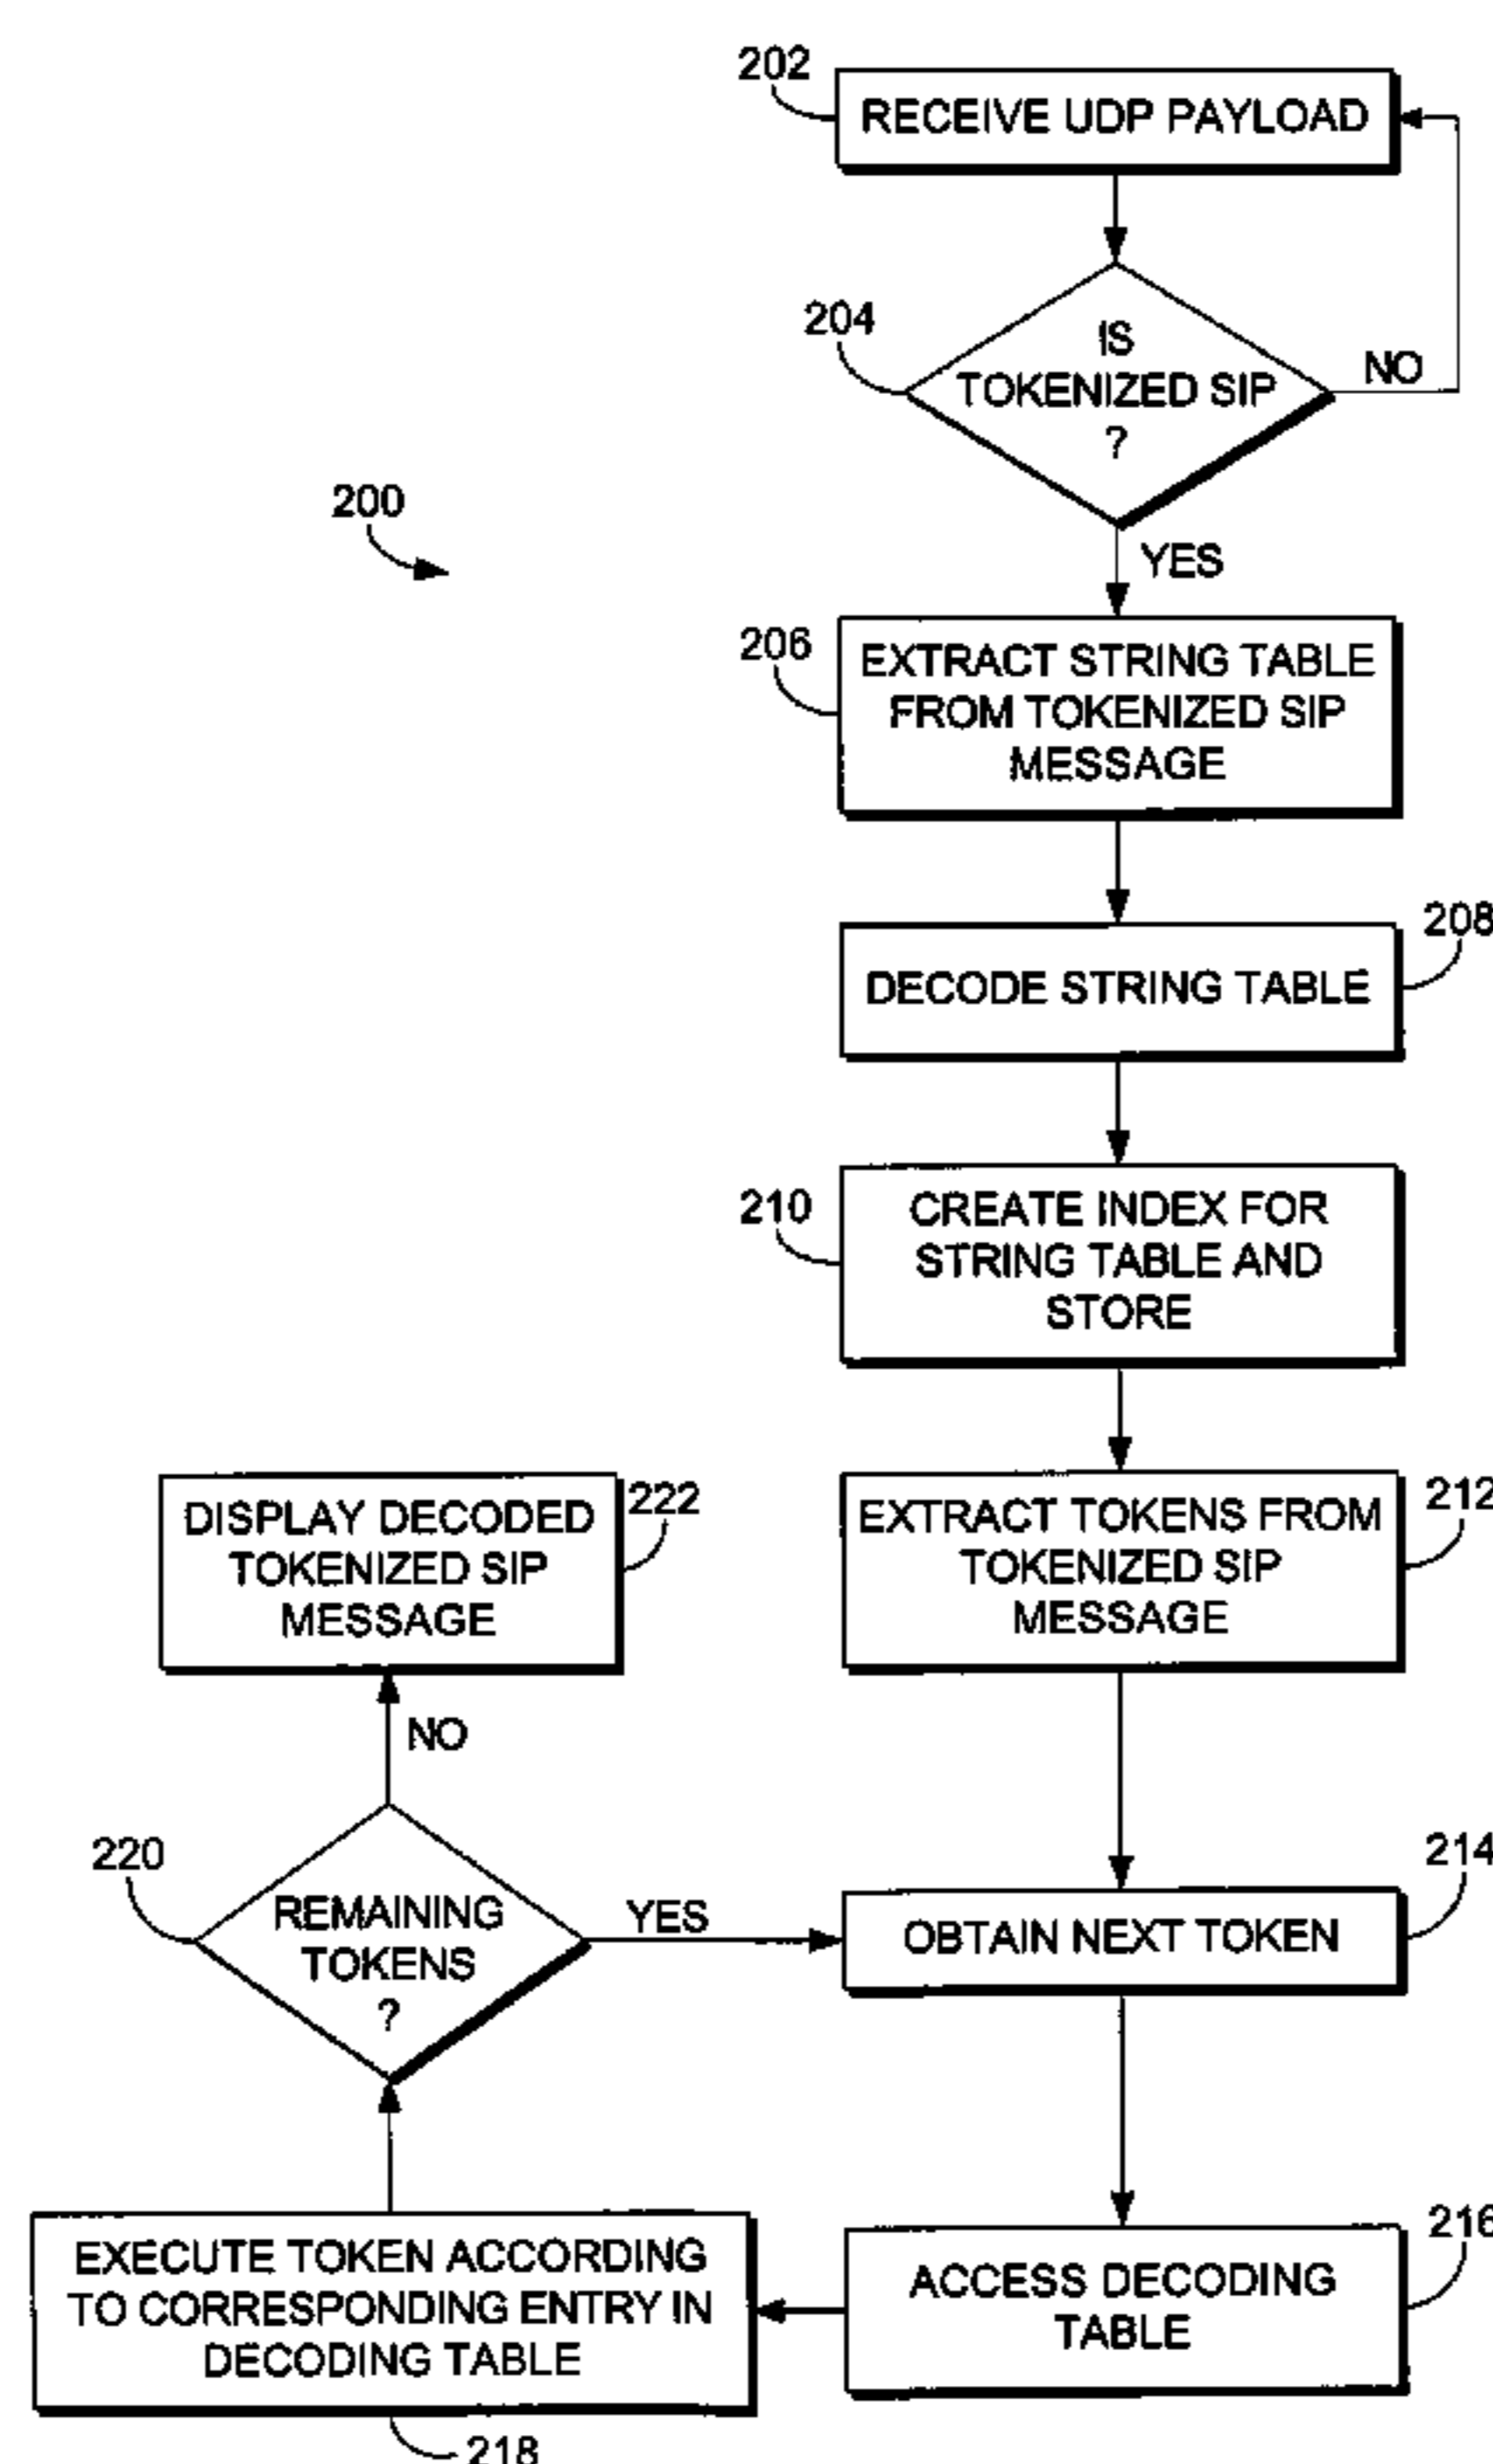 202
RECEIVE UDP PAYLOAD
204
IS
TOKENIZED SIP
?
NO
200
YES
206
EXTRACT STRING TABLE
FROM TOKENIZED SIP
MESSAGE
208
DECODE STRING TABLE
210
CREATE INDEX FOR
STRING TABLE AND
STORE
212
EXTRACT TOKENS FROM
TOKENIZED SIP
MESSAGE
DISPLAY DECODED
TOKENIZED SIP
MESSAGE
222
NO
220
REMAINING
TOKENS
?
YES
214
OBTAIN NEXT TOKEN
216
ACCESS DECODING
TABLE
EXECUTE TOKEN ACCORDING
TO CORRESPONDING ENTRY IN
DECODING TABLE
218